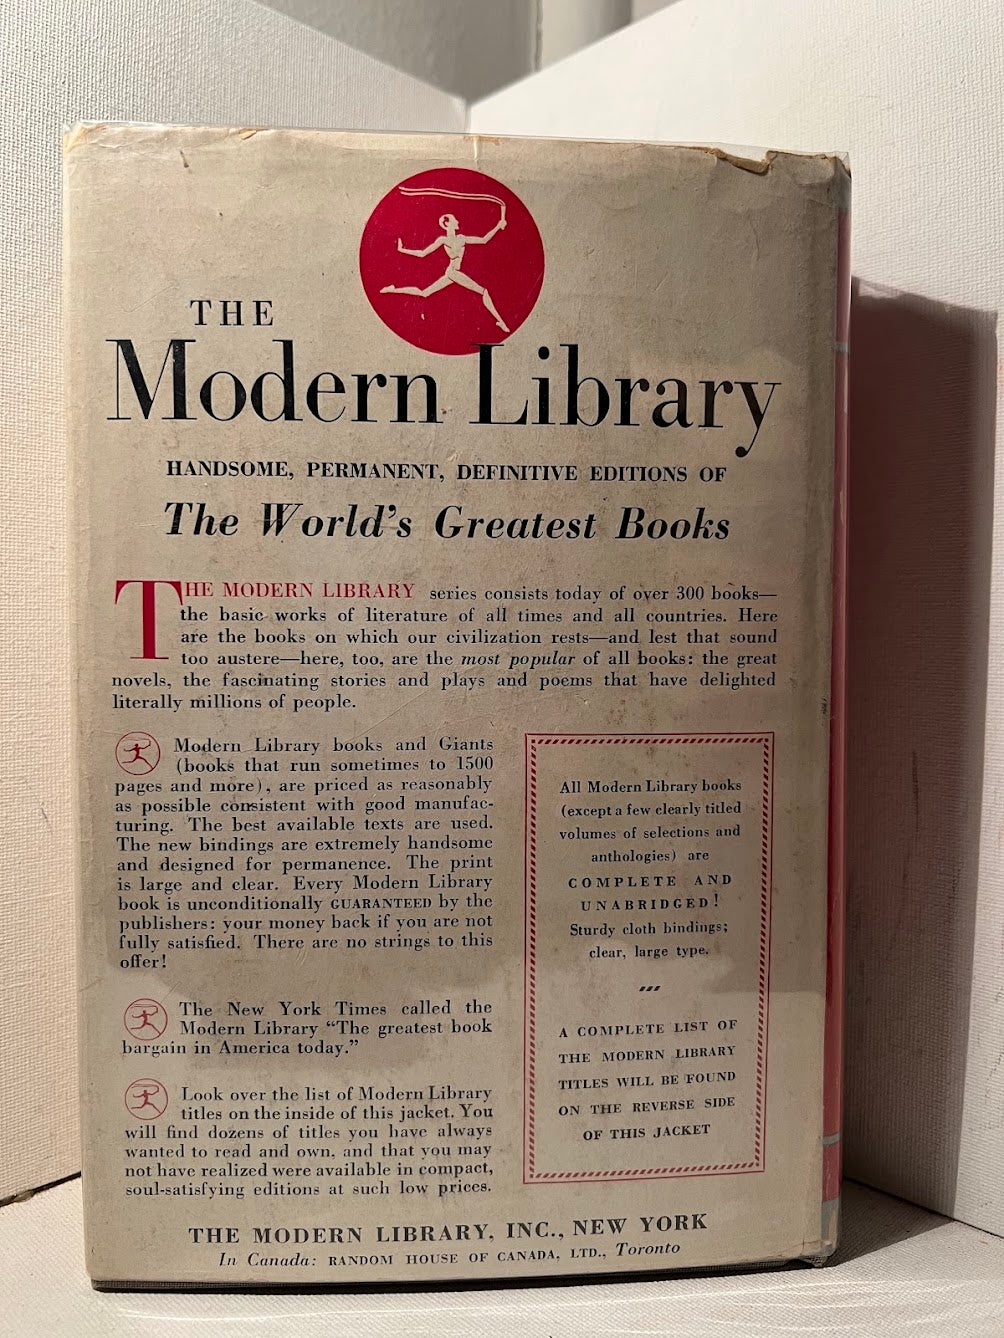 THE
Modern Library
HANDSOME, PERMANENT, DEFINITIVE EDITIONS OF
The World's Greatest Books
THE MODERN LIBRARY series consists today of over 300 books—
the basic works of literature of all times and all countries. Here
are the books on which our civilization rests—and lest that sound
too austere—here, too, are the most popular of all books: the great
novels, the fascinating stories and plays and poems that have delighted
literally millions of people.
Modern Library books and Giants
(books that run sometimes to 1500
pages and more), are priced as reasonably
as possible consistent with good manufac-
turing. The best available texts are used.
The new bindings are extremely handsome
and designed for permanence. The print
is large and clear. Every Modern Library
book is unconditionally GUARANTEED by the
publishers: your money back if you are not
fully satisfied. There are no strings to this
offer!
The New York Times called the
Modern Library “The greatest book
bargain in America today.”
Look over the list of Modern Library
titles on the inside of this jacket. You
will find dozens of titles you have always
wanted to read and own, and that you may
not have realized were available in compact,
soul-satisfying editions at such low prices.
All Modern Library books
(except a few clearly titled
volumes of selections and
anthologies) are
COMPLETE AND
UNABRIDGED!
Sturdy cloth bindings;
clear, large type.
A COMPLETE LIST OF
THE MODERN LIBRARY
TITLES WILL BE FOUND
ON THE REVERSE SIDE
OF THIS JACKET
THE MODERN LIBRARY, INC., NEW YORK
In Canada: RANDOM HOUSE OF CANADA, LTD., Toronto